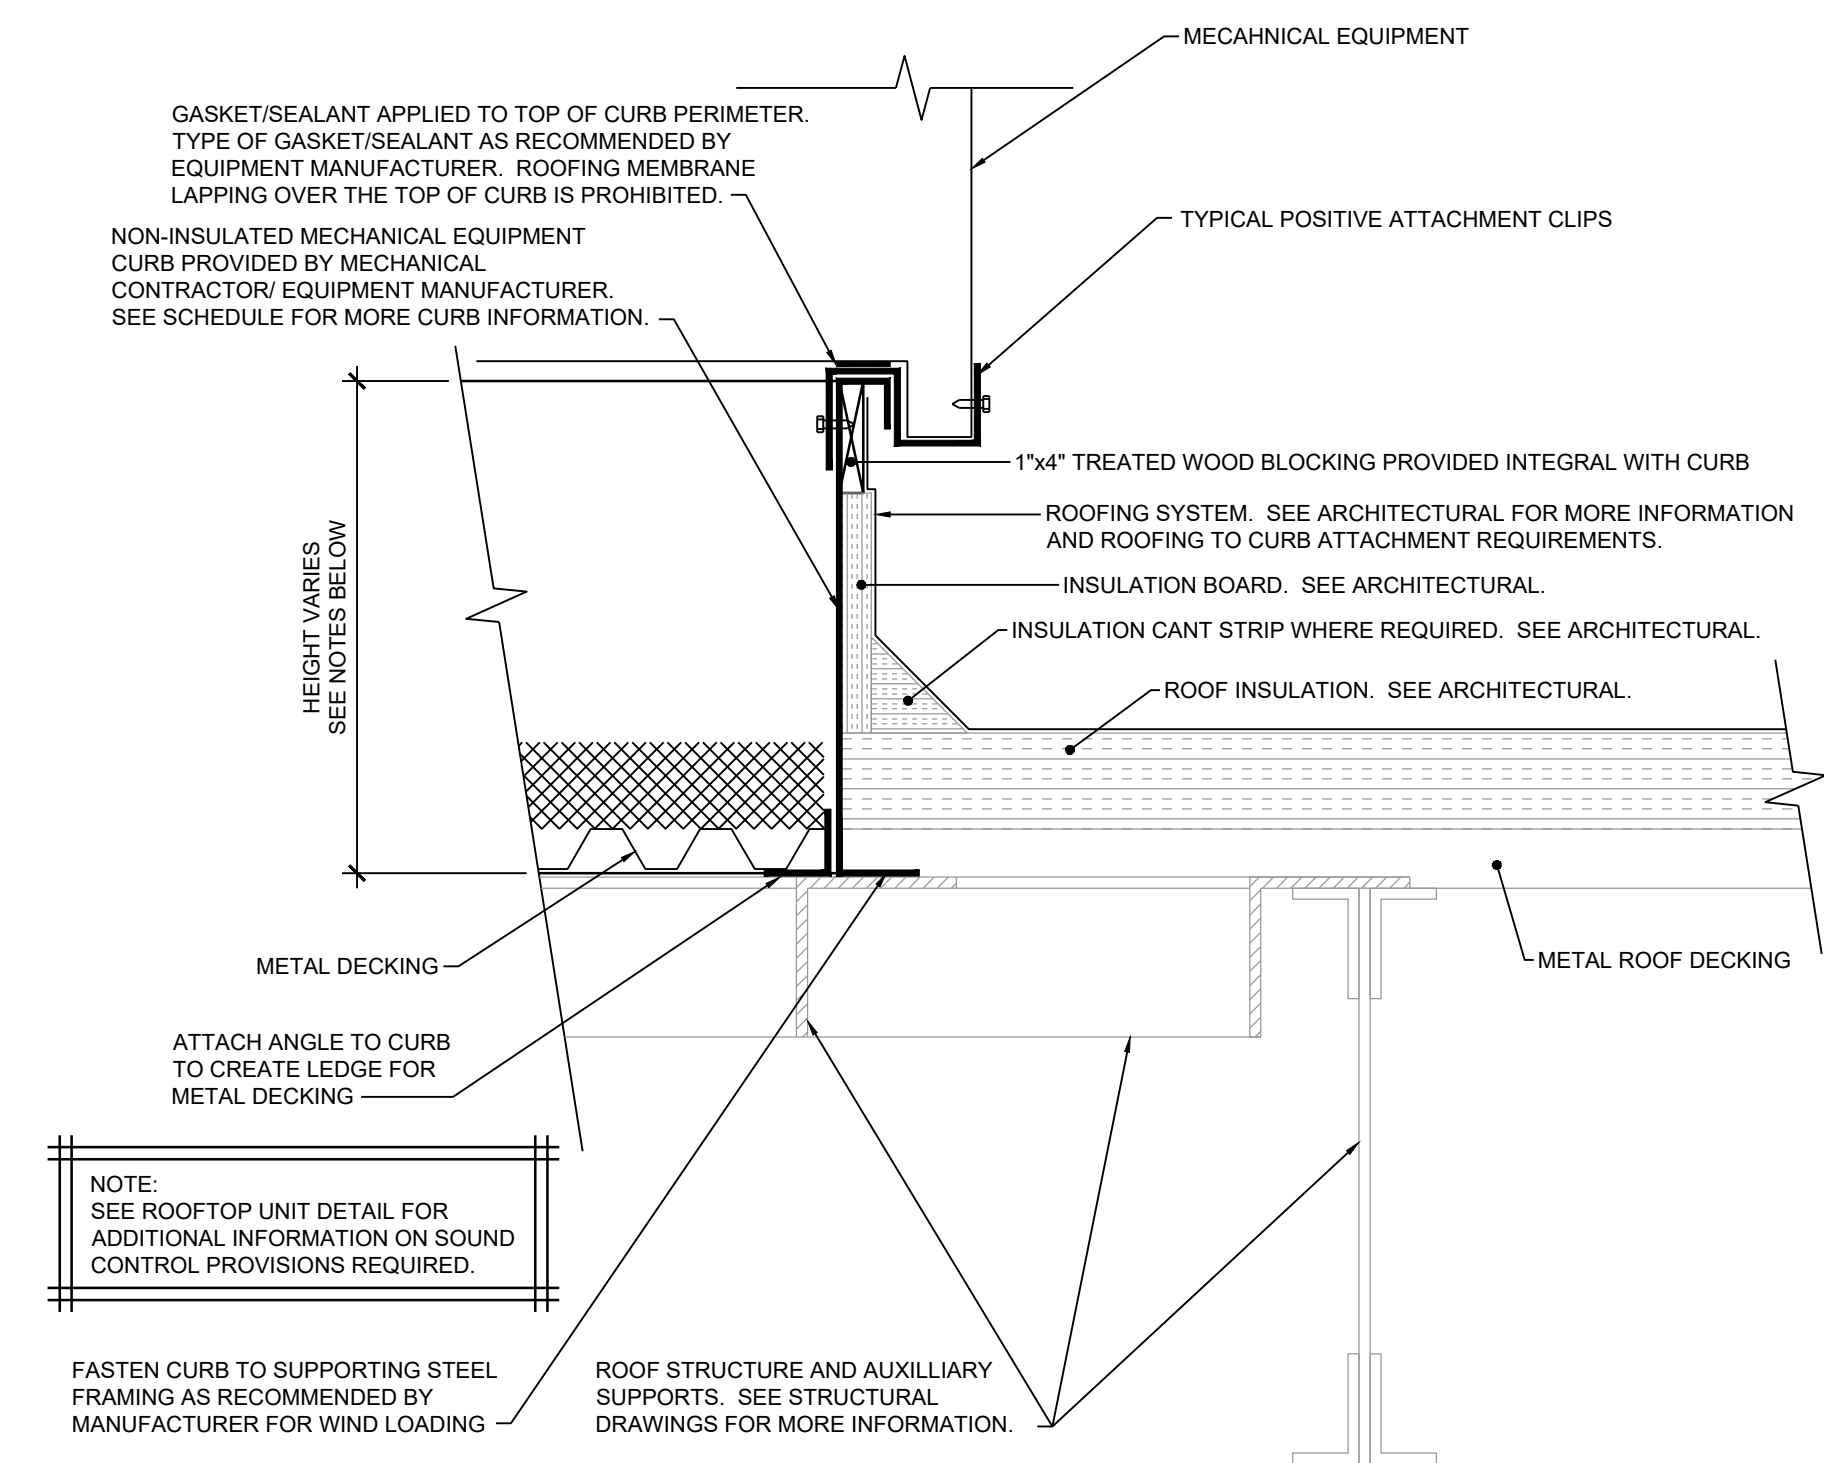 MECAHNICAL EQUIPMENT
GASKET/SEALANT APPLIED TO TOP OF CURB PERIMETER.
TYPE OF GASKET/SEALANT AS RECOMMENDED BY
EQUIPMENT MANUFACTURER. ROOFING MEMBRANE
LAPPING OVER THE TOP OF CURB IS PROHIBITED.
TYPICAL POSITIVE ATTACHMENT CLIPS
NON-INSULATED MECHANICAL EQUIPMENT
CURB PROVIDED BY MECHANICAL
CONTRACTOR/ EQUIPMENT MANUFACTURER.
SEE SCHEDULE FOR MORE CURB INFORMATION.
1"x4" TREATED WOOD BLOCKING PROVIDED INTEGRAL WITH CURB
ROOFING SYSTEM. SEE ARCHITECTURAL FOR MORE INFORMATION
AND ROOFING TO CURB ATTACHMENT REQUIREMENTS.
INSULATION BOARD. SEE ARCHITECTURAL.
INSULATION CANT STRIP WHERE REQUIRED. SEE ARCHITECTURAL.
ROOF INSULATION. SEE ARCHITECTURAL.
HEIGHT VARIES
SEE NOTES BELOW
METAL DECKING
METAL ROOF DECKING
ATTACH ANGLE TO CURB
TO CREATE LEDGE FOR
METAL DECKING
NOTE:
SEE ROOFTOP UNIT DETAIL FOR
ADDITIONAL INFORMATION ON SOUND
CONTROL PROVISIONS REQUIRED.
FASTEN CURB TO SUPPORTING STEEL
FRAMING AS RECOMMENDED BY
MANUFACTURER FOR WIND LOADING
ROOF STRUCTURE AND AUXILLIARY
SUPPORTS. SEE STRUCTURAL
DRAWINGS FOR MORE INFORMATION.